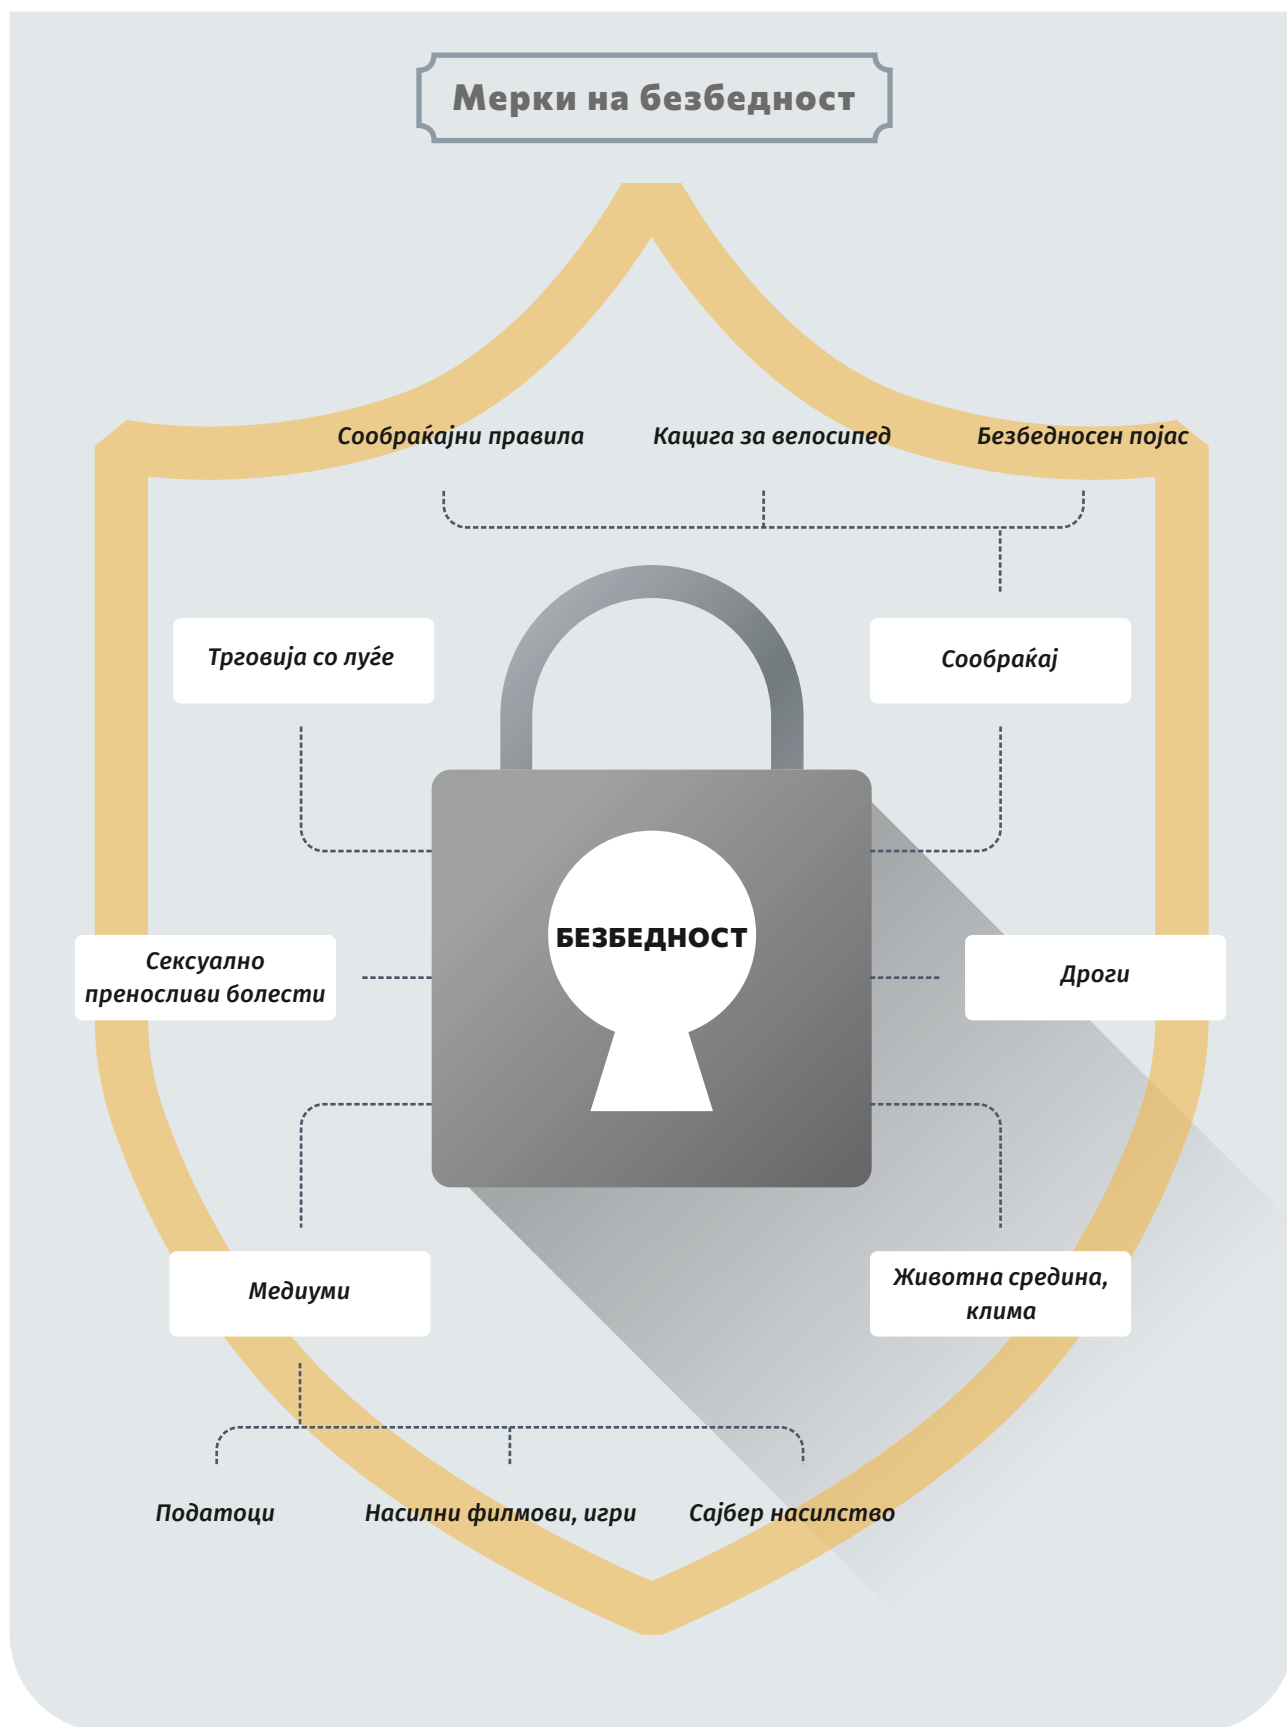 Мерки на безбедност
Сообраќајни правила
Кацига за велосипед
Безбедносен појас
Трговија со луѓе
Сообраќај
БЕЗБЕДНОСТ
Сексуално
преносливи болести
Дроги
Медиуми
Животна средина,
клима
Податоци
Насилни филмови, игри
Сајбер насилство